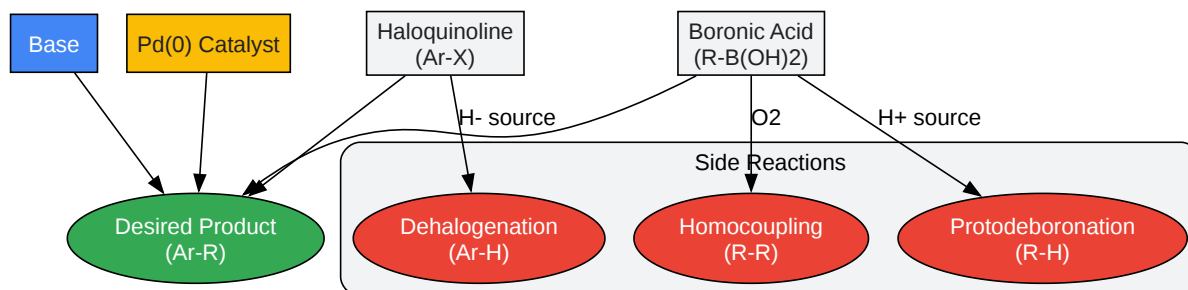 Base
Pd(0) Catalyst
Haloquinoline
(Ar-X)
Boronic Acid
(R-B(OH)2)
H- source
O2
H+ source
Side Reactions
Desired Product
(Ar-R)
Dehalogenation
(Ar-H)
Homocoupling
(R-R)
Protodeboronation
(R-H)